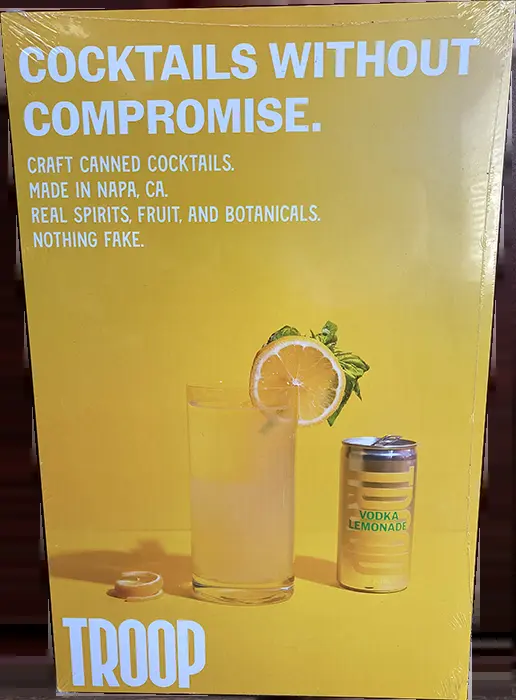 COCKTAILS WITHOUT
COMPROMISE.
CRAFT CANNED COCKTAILS.
MADE IN NAPA, CA.
REAL SPIRITS, FRUIT, AND BOTANICALS.
NOTHING FAKE.
TROOP
VODKA
LEMONADE
TROOP